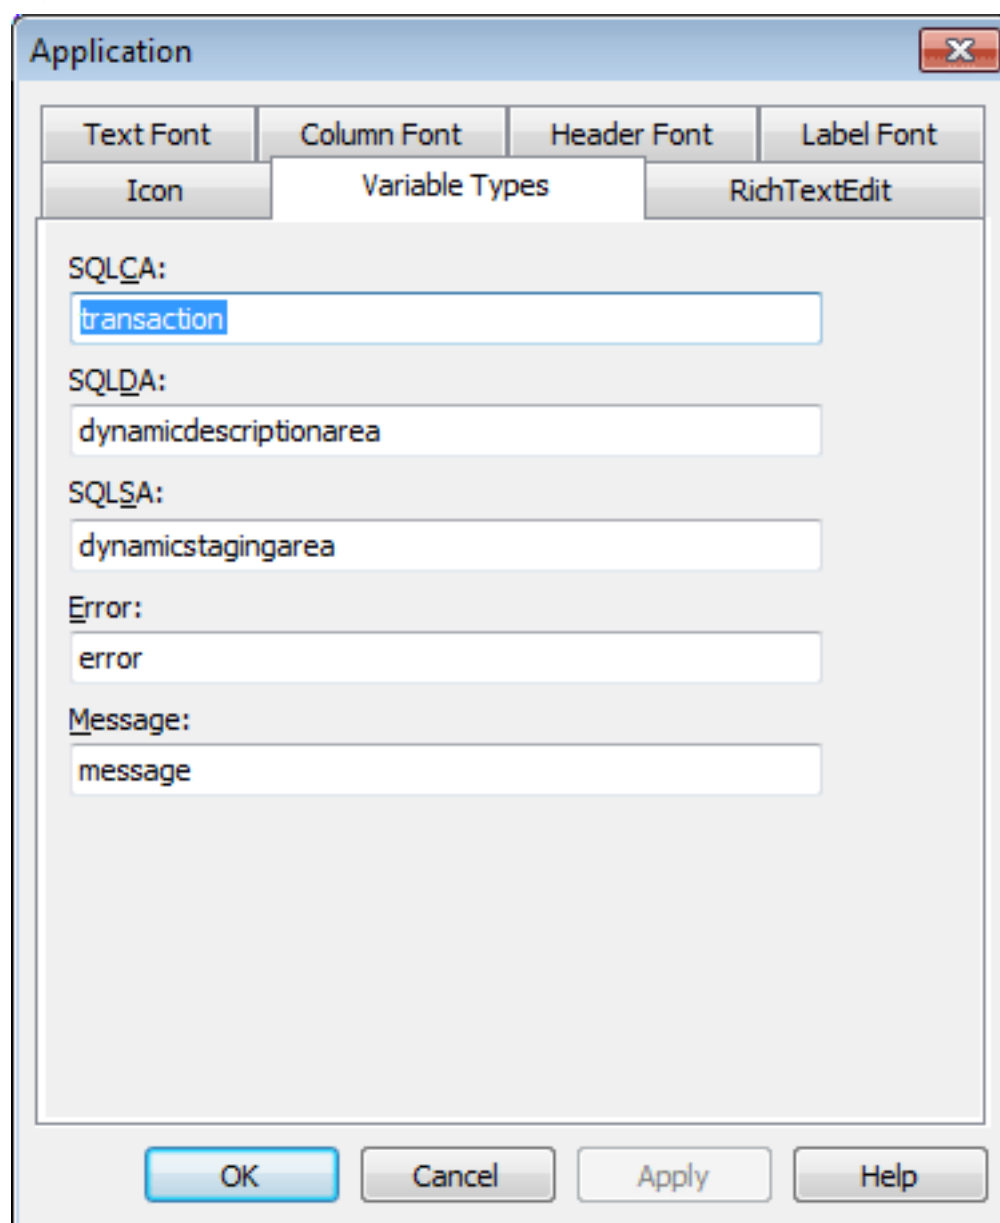 Application
Text Font Column Font Header Font Label Font
Icon Variable Types RichTextEdit
SQLCA:
transaction
SQLDA:
dynamicdescriptionarea
SQLSA:
dynamicstagingarea
Error:
error
Message:
message
OK Cancel Apply Help